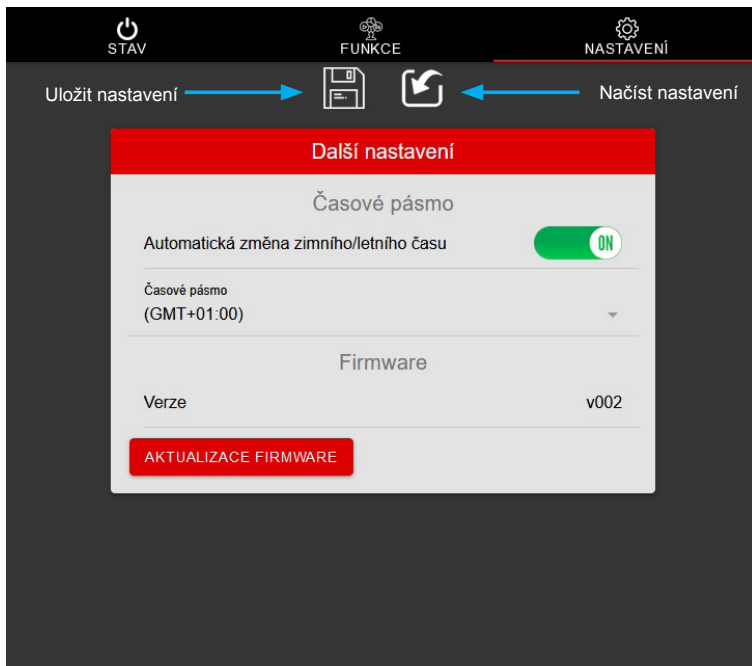 STAV
FUNKCE
NASTAVENÍ
Uložit nastavení
Načíst nastavení
Další nastavení
Časové pásmo
Automatická změna zimního/letního času
ON
Časové pásmo
(GMT+01:00)
Firmware
Verze
v002
AKTUALIZACE FIRMWARE